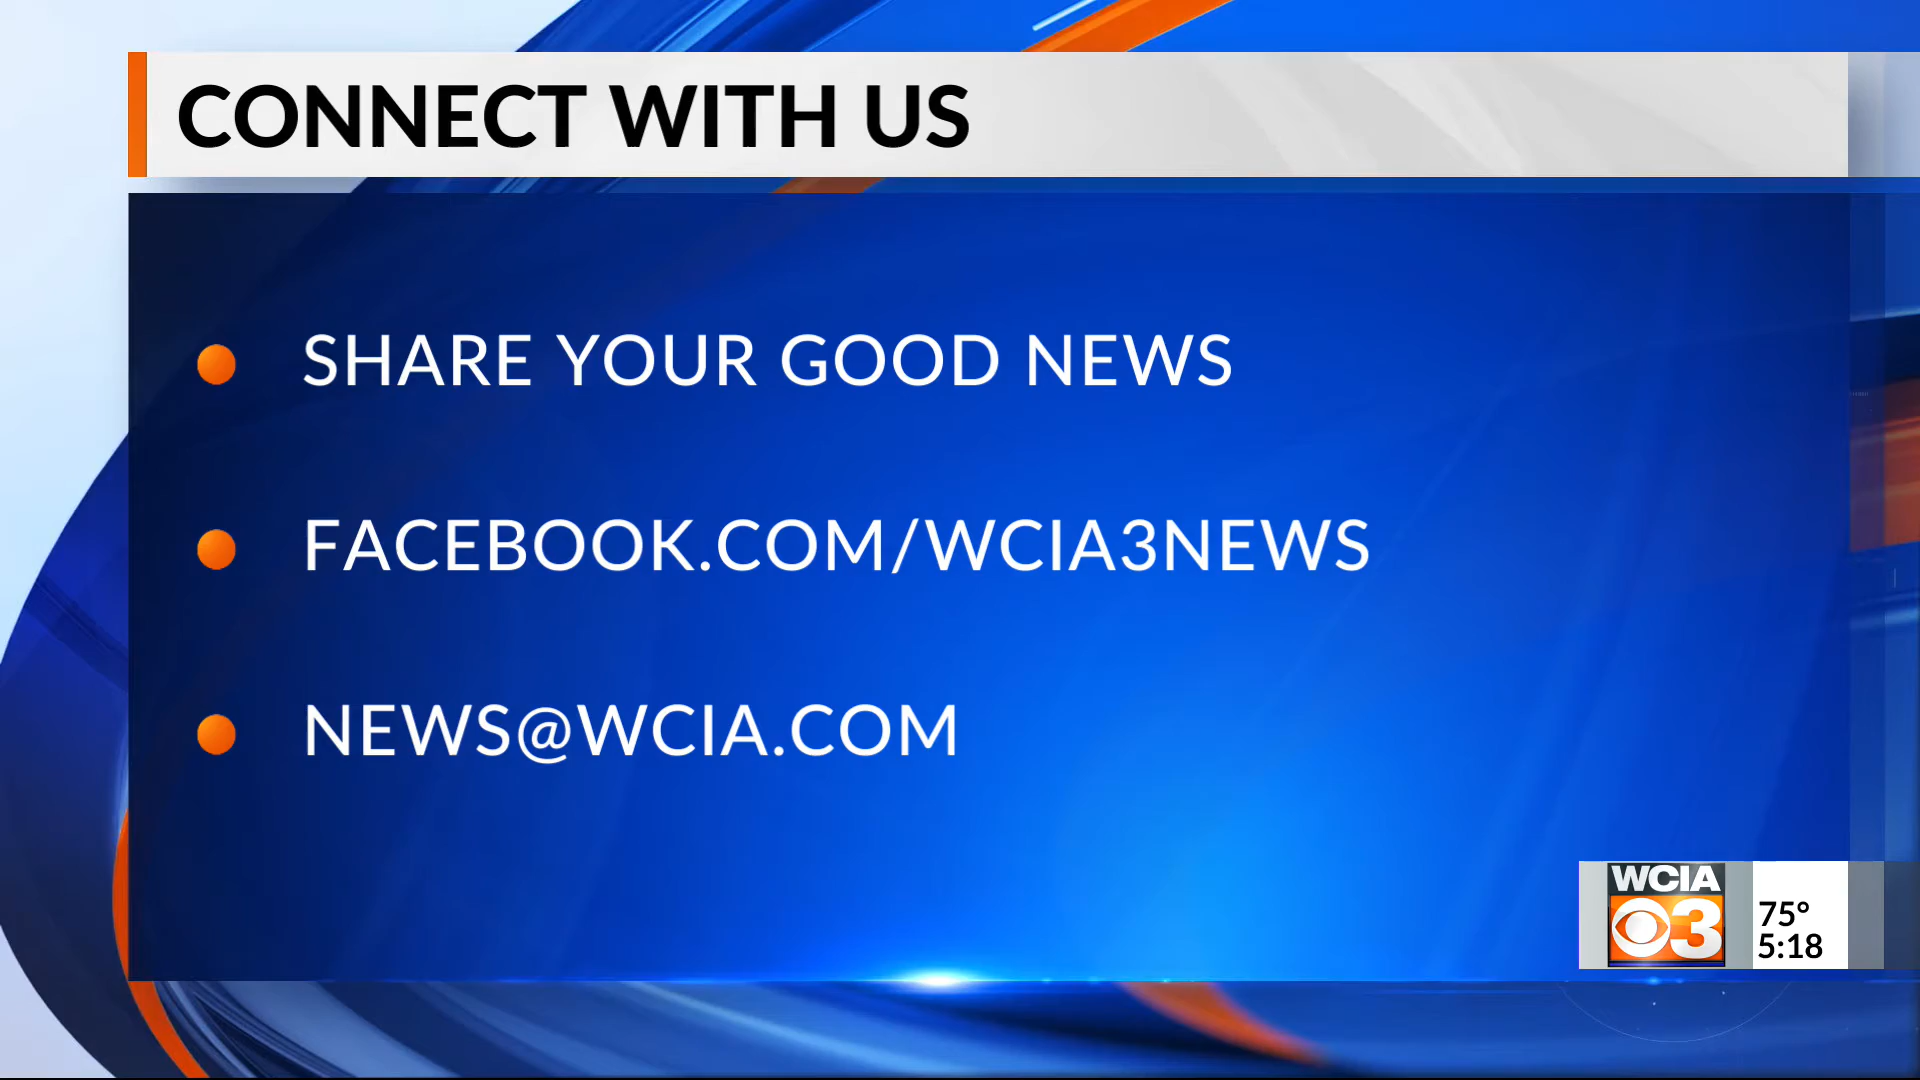 CONNECT WITH US
SHARE YOUR GOOD NEWS
FACEBOOK.COM/WCIA3NEWS
NEWS@WCIA.COM
WCIA
3
75°
5:18